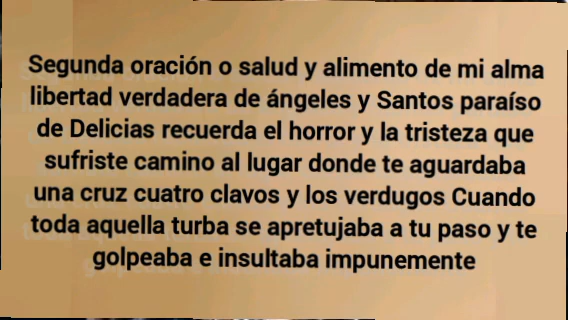 Segunda oración o salud y alimento de mi alma
libertad verdadera de ángeles y Santos paraíso
de Delicias recuerda el horror y la tristeza que
sufriste camino al lugar donde te aguardaba
una cruz cuatro clavos y los verdugos Cuando
toda aquella turba se apretujaba a tu paso y te
golpeaba e insultaba impunemente